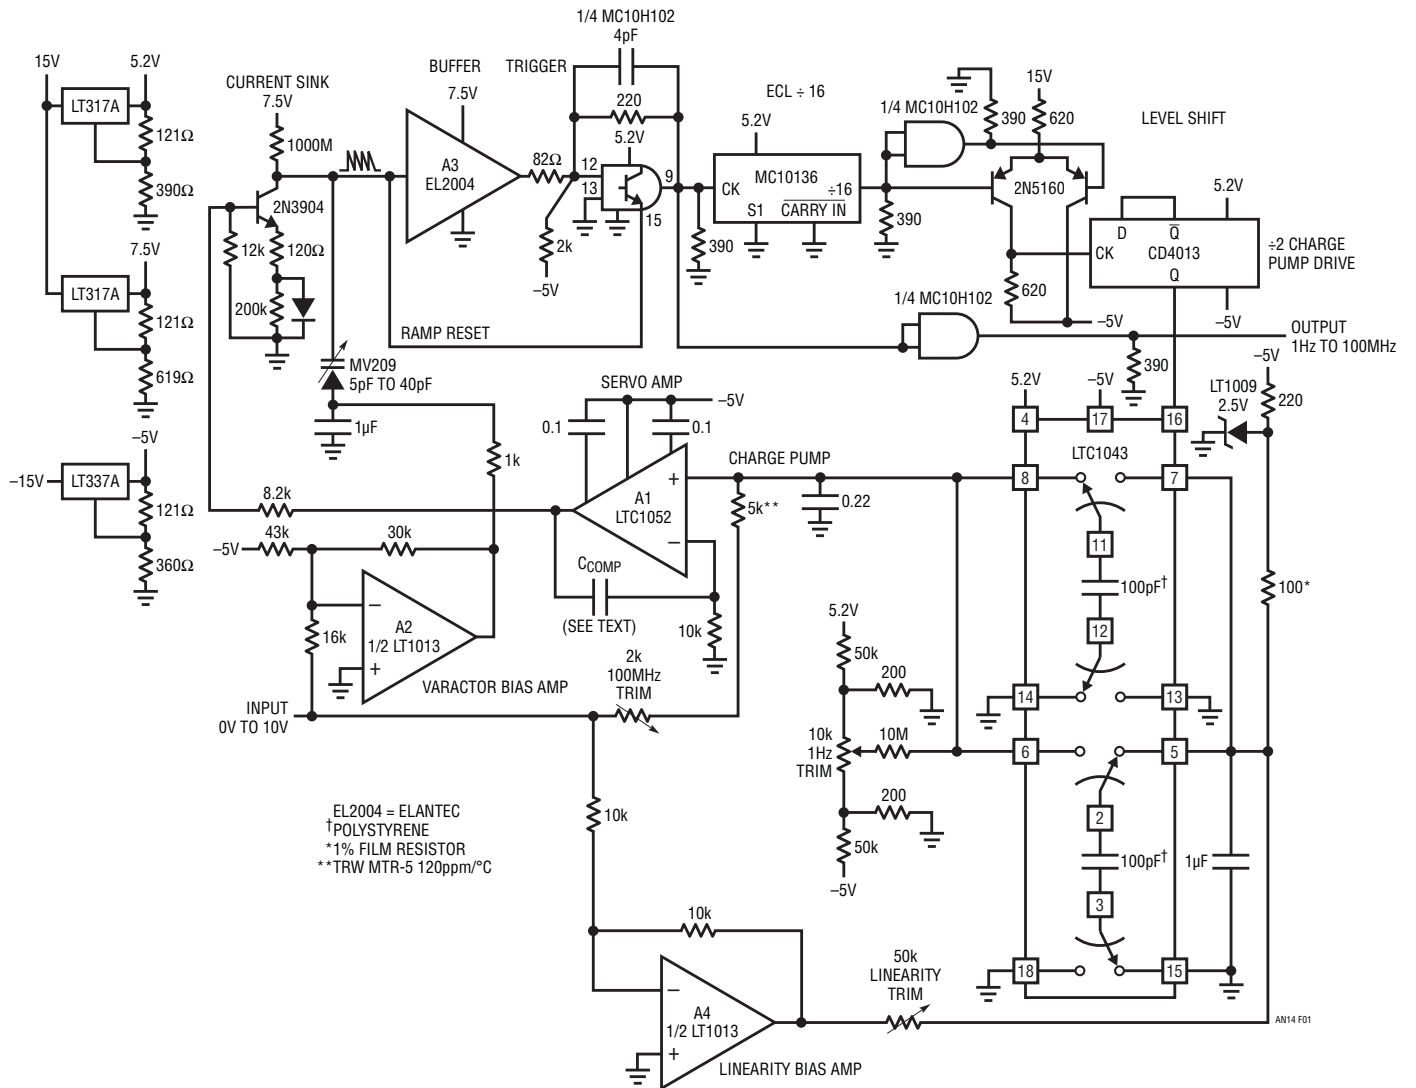 1/4 MC10H102
4pF
15V
5.2V
LT317A
121Ω
390Ω
CURRENT SINK
7.5V
1000M
2N3904
12k
120Ω
200k
BUFFER
7.5V
A3
EL2004
TRIGGER
220
5.2V
82Ω
12
13
9
15
2k
–5V
390
ECL ÷ 16
5.2V
MC10136
CK
÷16
S1
CARRY IN
390
1/4 MC10H102
390
15V
620
LEVEL SHIFT
2N5160
5.2V
D
Q
CK
CD4013
Q
÷2 CHARGE
PUMP DRIVE
620
–5V
–5V
7.5V
LT317A
121Ω
619Ω
RAMP RESET
1/4 MC10H102
OUTPUT
1Hz TO 100MHz
390
MV209
5pF TO 40pF
1µF
1k
SERVO AMP
–5V
0.1
0.1
5.2V
–5V
–5V
LT1009
2.5V
220
4
17
16
LTC1043
–5V
–15V
LT337A
121Ω
360Ω
8.2k
A1
LTC1052
+
–
CHARGE PUMP
5k**
0.22
8
7
11
100pF†
12
14
13
100*
–5V
43k
30k
CCOMP
(SEE TEXT)
10k
16k
–
+
A2
1/2 LT1013
VARACTOR BIAS AMP
2k
100MHz
TRIM
INPUT
0V TO 10V
5.2V
50k
200
10k
1Hz
TRIM
10M
200
50k
–5V
6
5
2
100pF†
3
18
15
1µF
10k
EL2004 = ELANTEC
†POLYSTYRENE
*1% FILM RESISTOR
**TRW MTR-5 120ppm/°C
10k
–
+
A4
1/2 LT1013
LINEARITY BIAS AMP
50k
LINEARITY
TRIM
AN14 F01